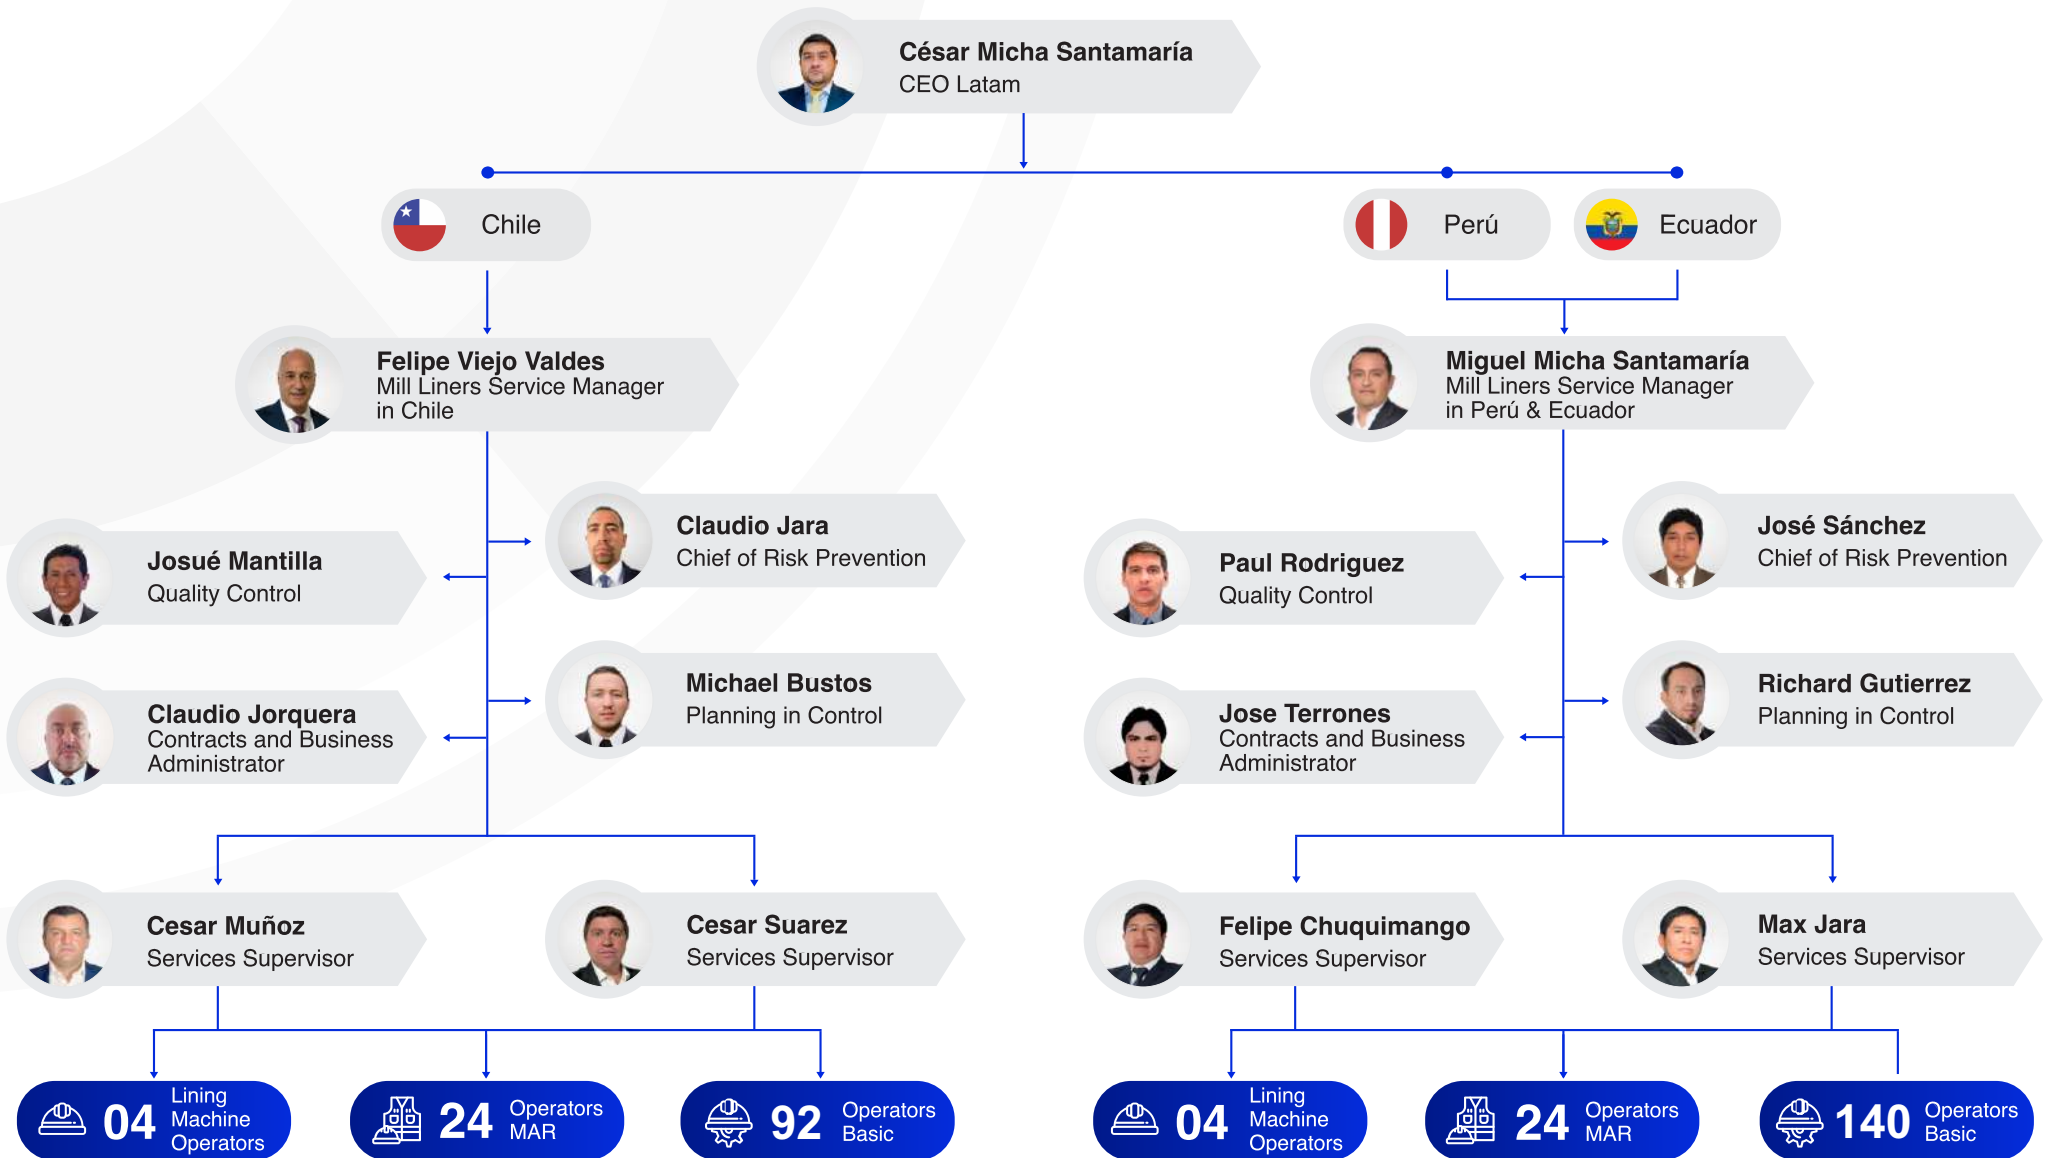 César Micha Santamaría
CEO Latam
Chile
Perú
Ecuador
Felipe Viejo Valdes
Mill Liners Service Manager
in Chile
Miguel Micha Santamaría
Mill Liners Service Manager
in Perú & Ecuador
Claudio Jara
Chief of Risk Prevention
Josué Mantilla
Quality Control
Michael Bustos
Planning in Control
Claudio Jorquera
Contracts and Business
Administrator
José Sánchez
Chief of Risk Prevention
Paul Rodriguez
Quality Control
Richard Gutierrez
Planning in Control
Jose Terrones
Contracts and Business
Administrator
Cesar Muñoz
Services Supervisor
Cesar Suarez
Services Supervisor
Felipe Chuquimango
Services Supervisor
Max Jara
Services Supervisor
04
Lining
Machine
Operators
24
Operators
MAR
92
Operators
Basic
04
Lining
Machine
Operators
24
Operators
MAR
140
Operators
Basic